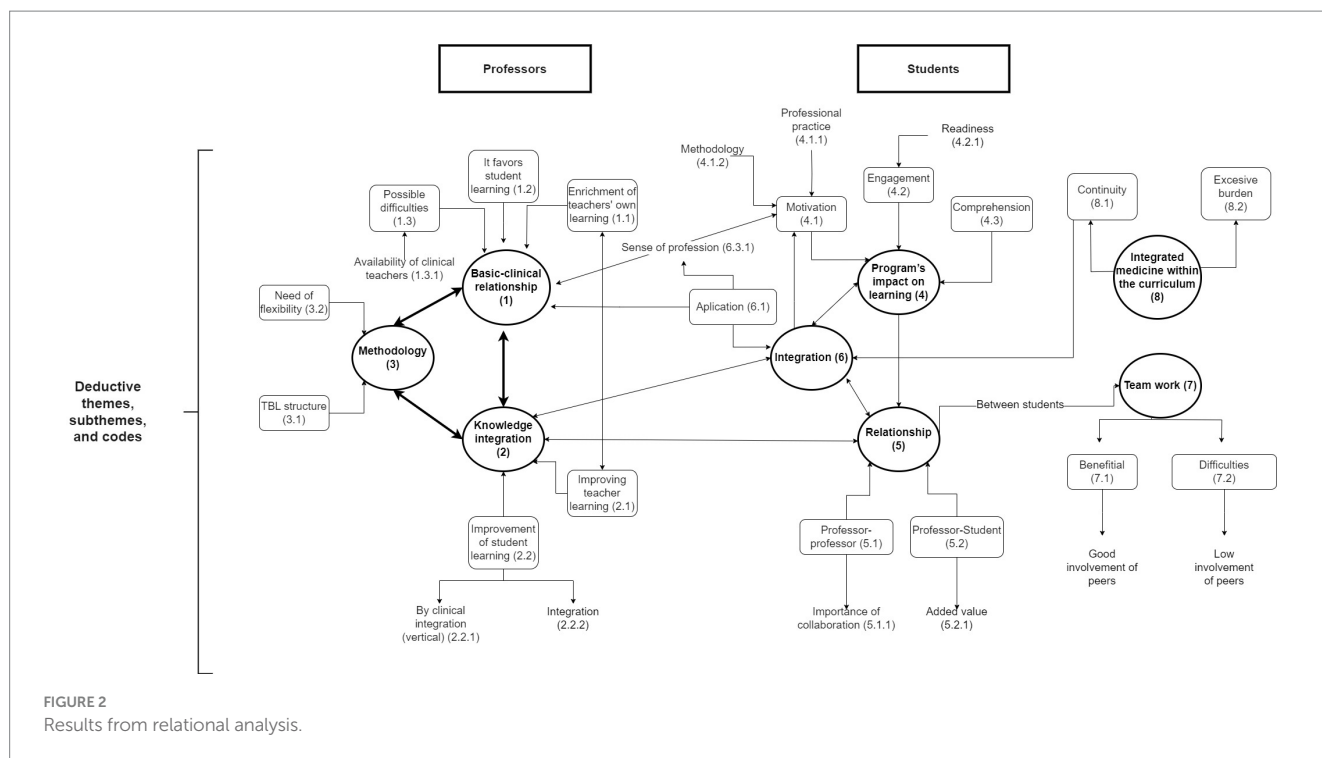 Professors
Students
Deductive
themes,
subthemes,
and codes
Possible
difficulties
(1.3)
It favors
student
learning (1.2)
Enrichment of
teachers' own
learning (1.1)
Availability of clinical
teachers (1.3.1)
Basic-clinical
relationship
(1)
Need of
flexibility (3.2)
Methodology
(3)
TBL structure
(3.1)
Knowledge
integration
(2)
Improving
teacher
learning (2.1)
Improvement
of student
learning (2.2)
By clinical
integration
(vertical) (2.2.1)
Integration
(2.2.2)
Professional
practice
(4.1.1)
Methodology
(4.1.2)
Motivation
(4.1)
Readiness
(4.2.1)
Engagement
(4.2)
Comprehension
(4.3)
Sense of profession (6.3.1)
Aplication (6.1)
Program's
impact on
learning (4)
Integration (6)
Relationship
(5)
Between students
Professor-
professor (5.1)
Professor-Student
(5.2)
Importance of
collaboration (5.1.1)
Added value
(5.2.1)
Continuity
(8.1)
Excesive
burden
(8.2)
Integrated
medicine within
the curriculum
(8)
Team work (7)
Benefitial
(7.1)
Difficulties
(7.2)
Good
involvement of
peers
Low
involvement
of peers
FIGURE 2
Results from relational analysis.